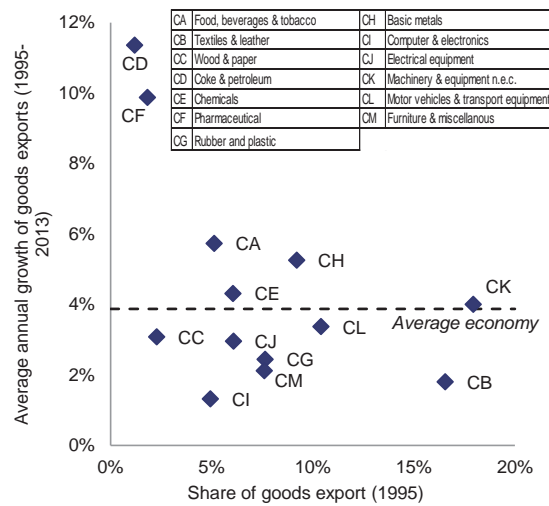 12%
10%
8%
6%
4%
2%
0%
0%
5%
10%
15%
20%
Average annual growth of goods exports (1995-
2013)
Share of goods export (1995)
CA Food, beverages & tobacco CH Basic metals
CB Textiles & leather CI Computer & electronics
CC Wood & paper CJ Electrical equipment
CD Coke & petroleum CK Machinery & equipment n.e.c.
CE Chemicals CL Motor vehicles & transport equipment
CF Pharmaceutical CM Furniture & miscellanous
CG Rubber and plastic
CD
CF
CA
CH
CE
CK
Average economy
CC
CJ
CL
CG
CM
CI
CB